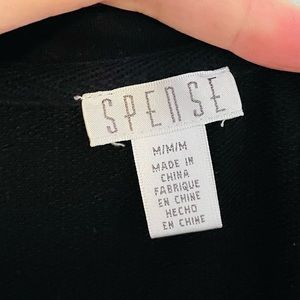 SPENSE
M/M/M
MADE IN
CHINA
FABRIQUE
EN CHINE
HECHO
EN CHINE